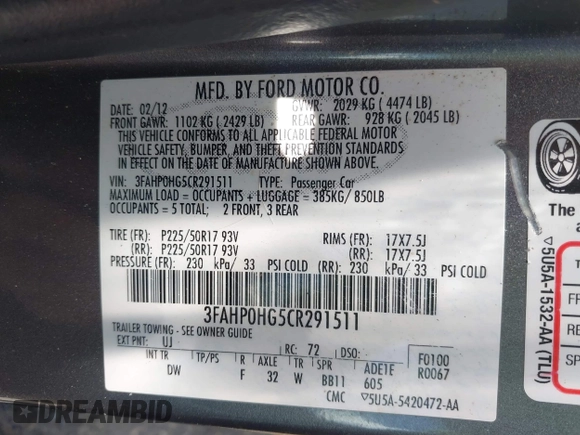 MFD. BY FORD MOTOR CO.
DATE: 02/12 GVWR: 2029 KG ( 4474 LB)
FRONT GAWR: 1102 KG ( 2429 LB) REAR GAWR: 928 KG ( 2045 LB)
THIS VEHICLE CONFORMS TO ALL APPLICABLE FEDERAL MOTOR
VEHICLE SAFETY, BUMPER, AND THEFT PREVENTION STANDARDS
IN EFFECT ON THE DATE OF MANUFACTURE SHOWN ABOVE.
VIN: 3FAHP0HG5CR291511 TYPE: Passenger Car
MAXIMUM LOAD = OCCUPANTS + LUGGAGE = 385KG/ 850LB
OCCUPANTS = 5 TOTAL: 2 FRONT, 3 REAR
TIRE (FR): P225/50R17 93V RIMS (FR): 17X7.5J
(RR): P225/50R17 93V (RR): 17X7.5J
PRESSURE (FR): 230 kPa/ 33 PSI COLD (RR): 230 kPa/ 33 PSI COLD
3FAHP0HG5CR291511
TRAILER TOWING - SEE OWNER GUIDE
EXT PNT: UJ RC: 72 DSO: F0100
INT TR TP/PS R AXLE TR SPR ADE1E R0067
DW F 32 W BB11 605
CMC ▽5U5A-5420472-AA
The
▽5U5A-1532-AA (TLU)
FR
RE
SP
DREAMBID